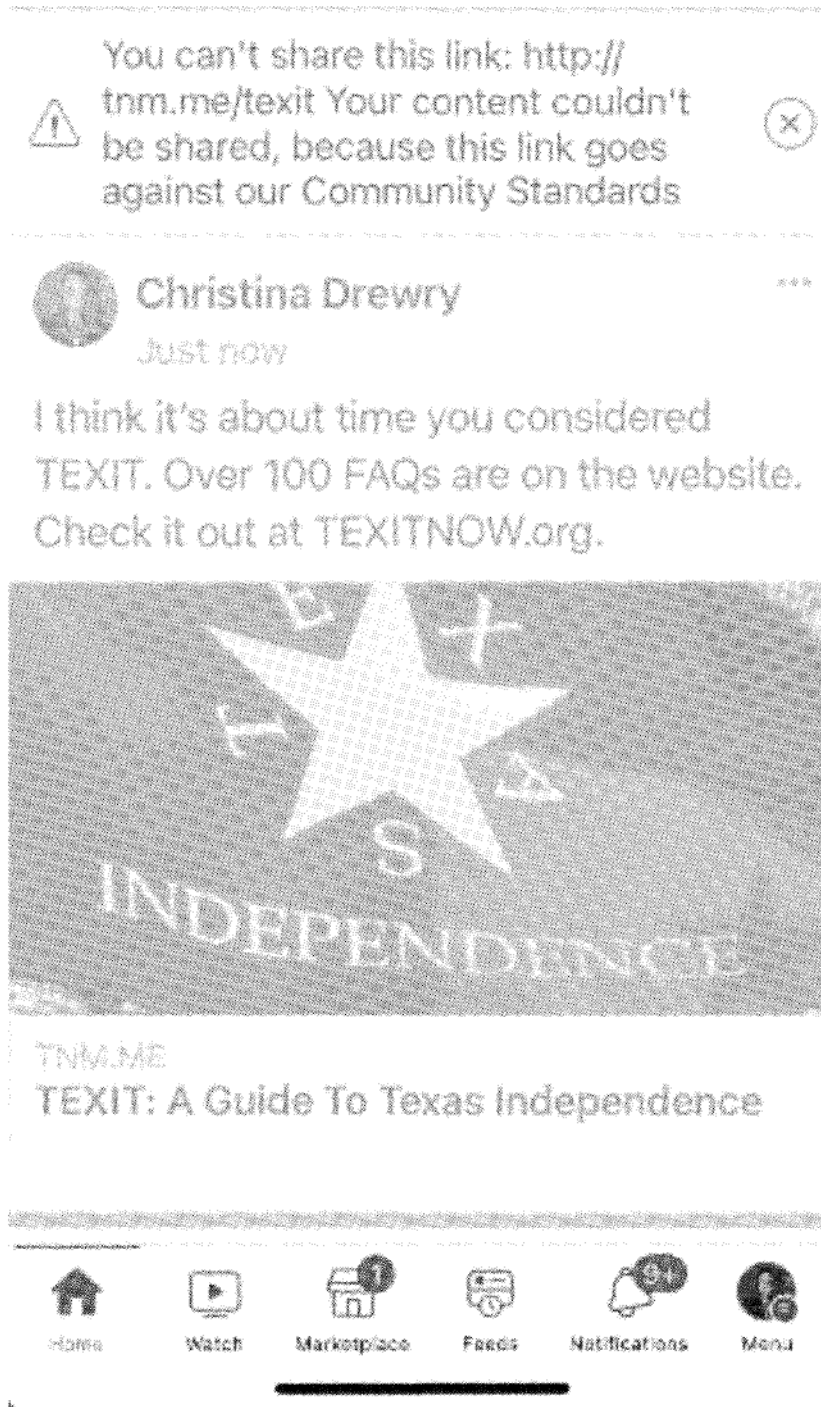 You can't share this link: http://
tnm.me/texit Your content couldn't
be shared, because this link goes
against our Community Standards
Christina Drewry
Just now
I think it's about time you considered
TEXIT. Over 100 FAQs are on the website.
Check it out at TEXITNOW.org.
TEXAS
INDEPENDENCE
TNM.ME
TEXIT: A Guide To Texas Independence
1
9+
Home Watch Marketplace Feeds Notifications Menu